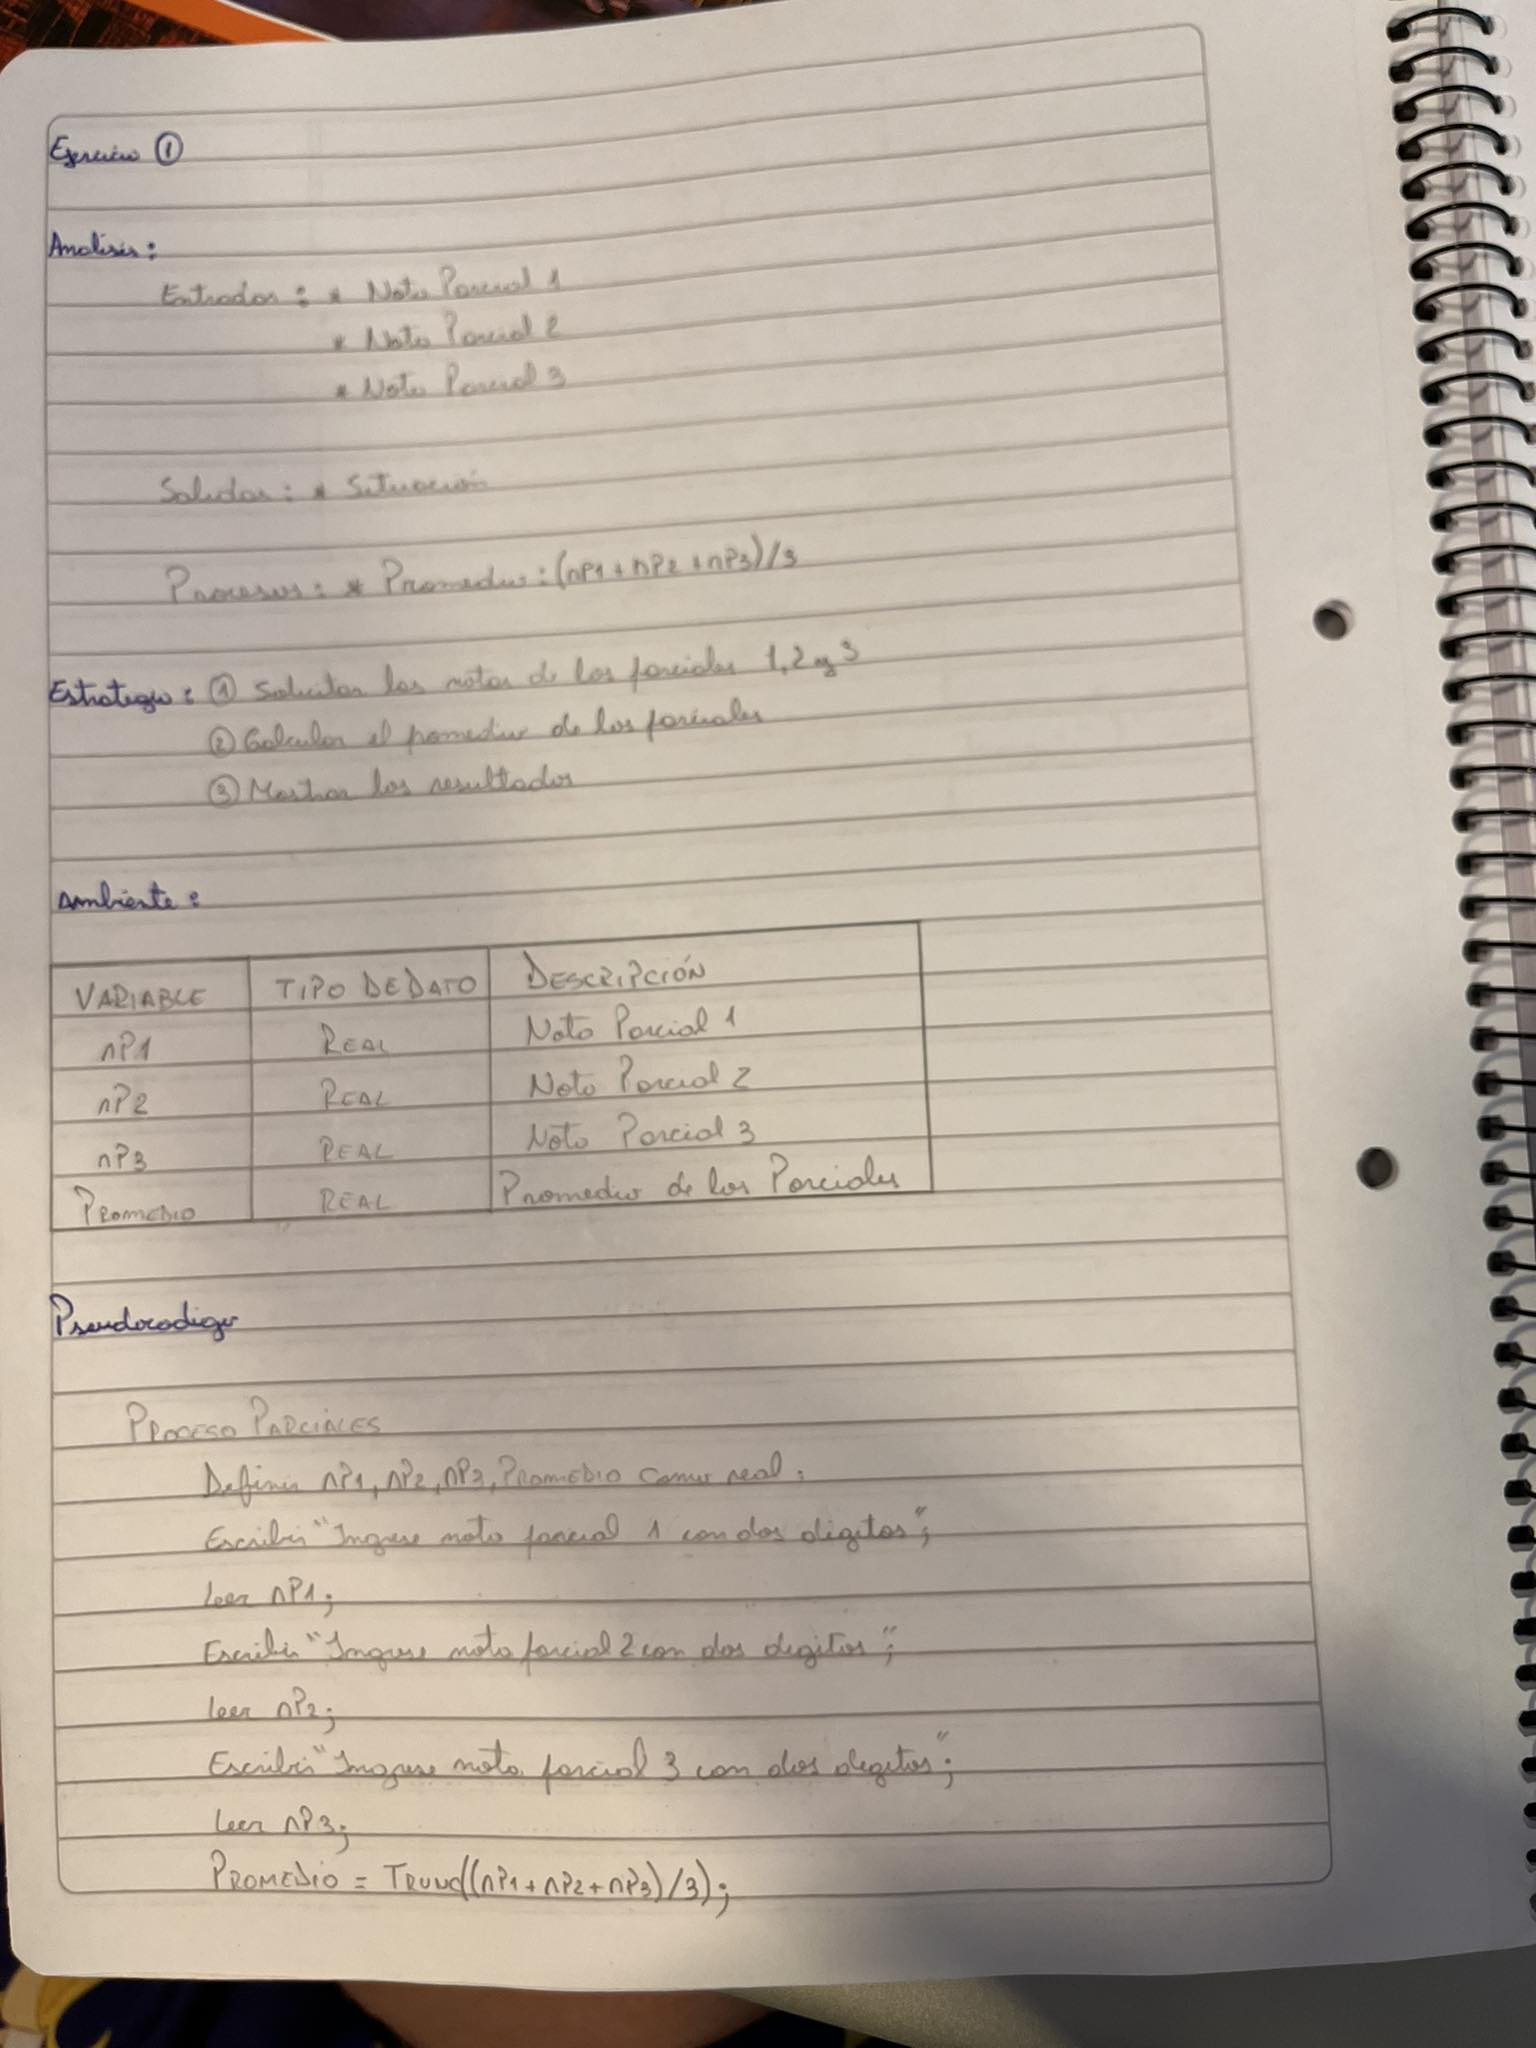 Ejercicio ①
Analisis:
Entradas: * Nota Parcial 1
* Nota Parcial 2
* Nota Parcial 3
Salidas: * Situación
Procesos: * Promedio: (nP1+nP2+nP3)/3
Estrategia: ① Solicitar las notas de los parciales 1,2 y 3
② Calcular el pomedio de los parciales
③ Mostrar los resultados
Ambiente:
VARIABLE TIPO DE DATO DESCRIPCIÓN
nP1 REAL Nota Parcial 1
nP2 REAL Nota Parcial 2
nP3 REAL Nota Parcial 3
PROMEDIO REAL Promedio de los Parciales
Pseudocodigo
PROCESO PARCIALES
Definir nP1, nP2, nP3, PROMEDIO como real;
Escribir "Ingrese nota parcial 1 con dos digitos";
Leer nP1;
Escribir "Ingrese nota parcial 2 con dos digitos";
Leer nP2;
Escribir "Ingrese nota parcial 3 con dos digitos";
Leer nP3;
PROMEDIO = TRUNC((nP1+nP2+nP3)/3);